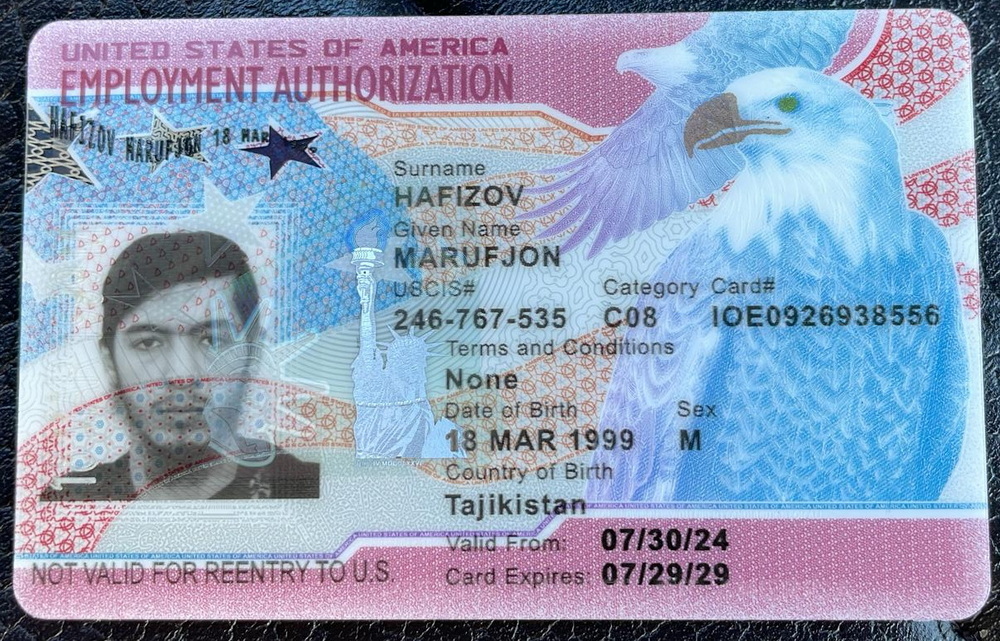 UNITED STATES OF AMERICA
EMPLOYMENT AUTHORIZATION
HAFIZOV MARUFJON 18 MAR
Surname
HAFIZOV
Given Name
MARUFJON
USCIS# Category Card#
246-767-535 C08 IOE0926938556
Terms and Conditions
None
Date of Birth Sex
18 MAR 1999 M
Country of Birth
Tajikistan
Valid From: 07/30/24
Card Expires: 07/29/29
NOT VALID FOR REENTRY TO U.S.